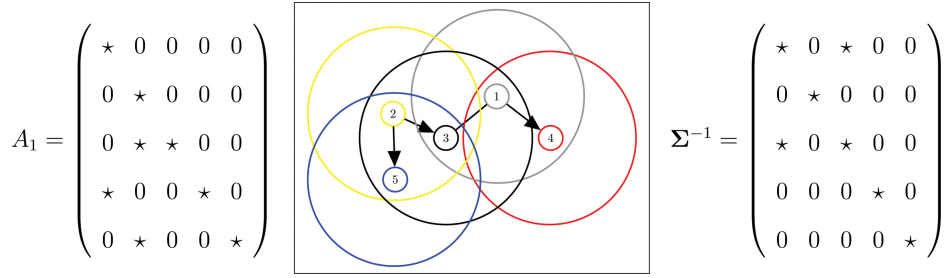 ⋆ 0 0 0 0
0 ⋆ 0 0 0
A₁ = 0 ⋆ ⋆ 0 0
⋆ 0 0 ⋆ 0
0 ⋆ 0 0 ⋆
1
2
3
4
5
⋆ 0 ⋆ 0 0
0 ⋆ 0 0 0
Σ⁻¹ = ⋆ 0 ⋆ 0 0
0 0 0 ⋆ 0
0 0 0 0 ⋆